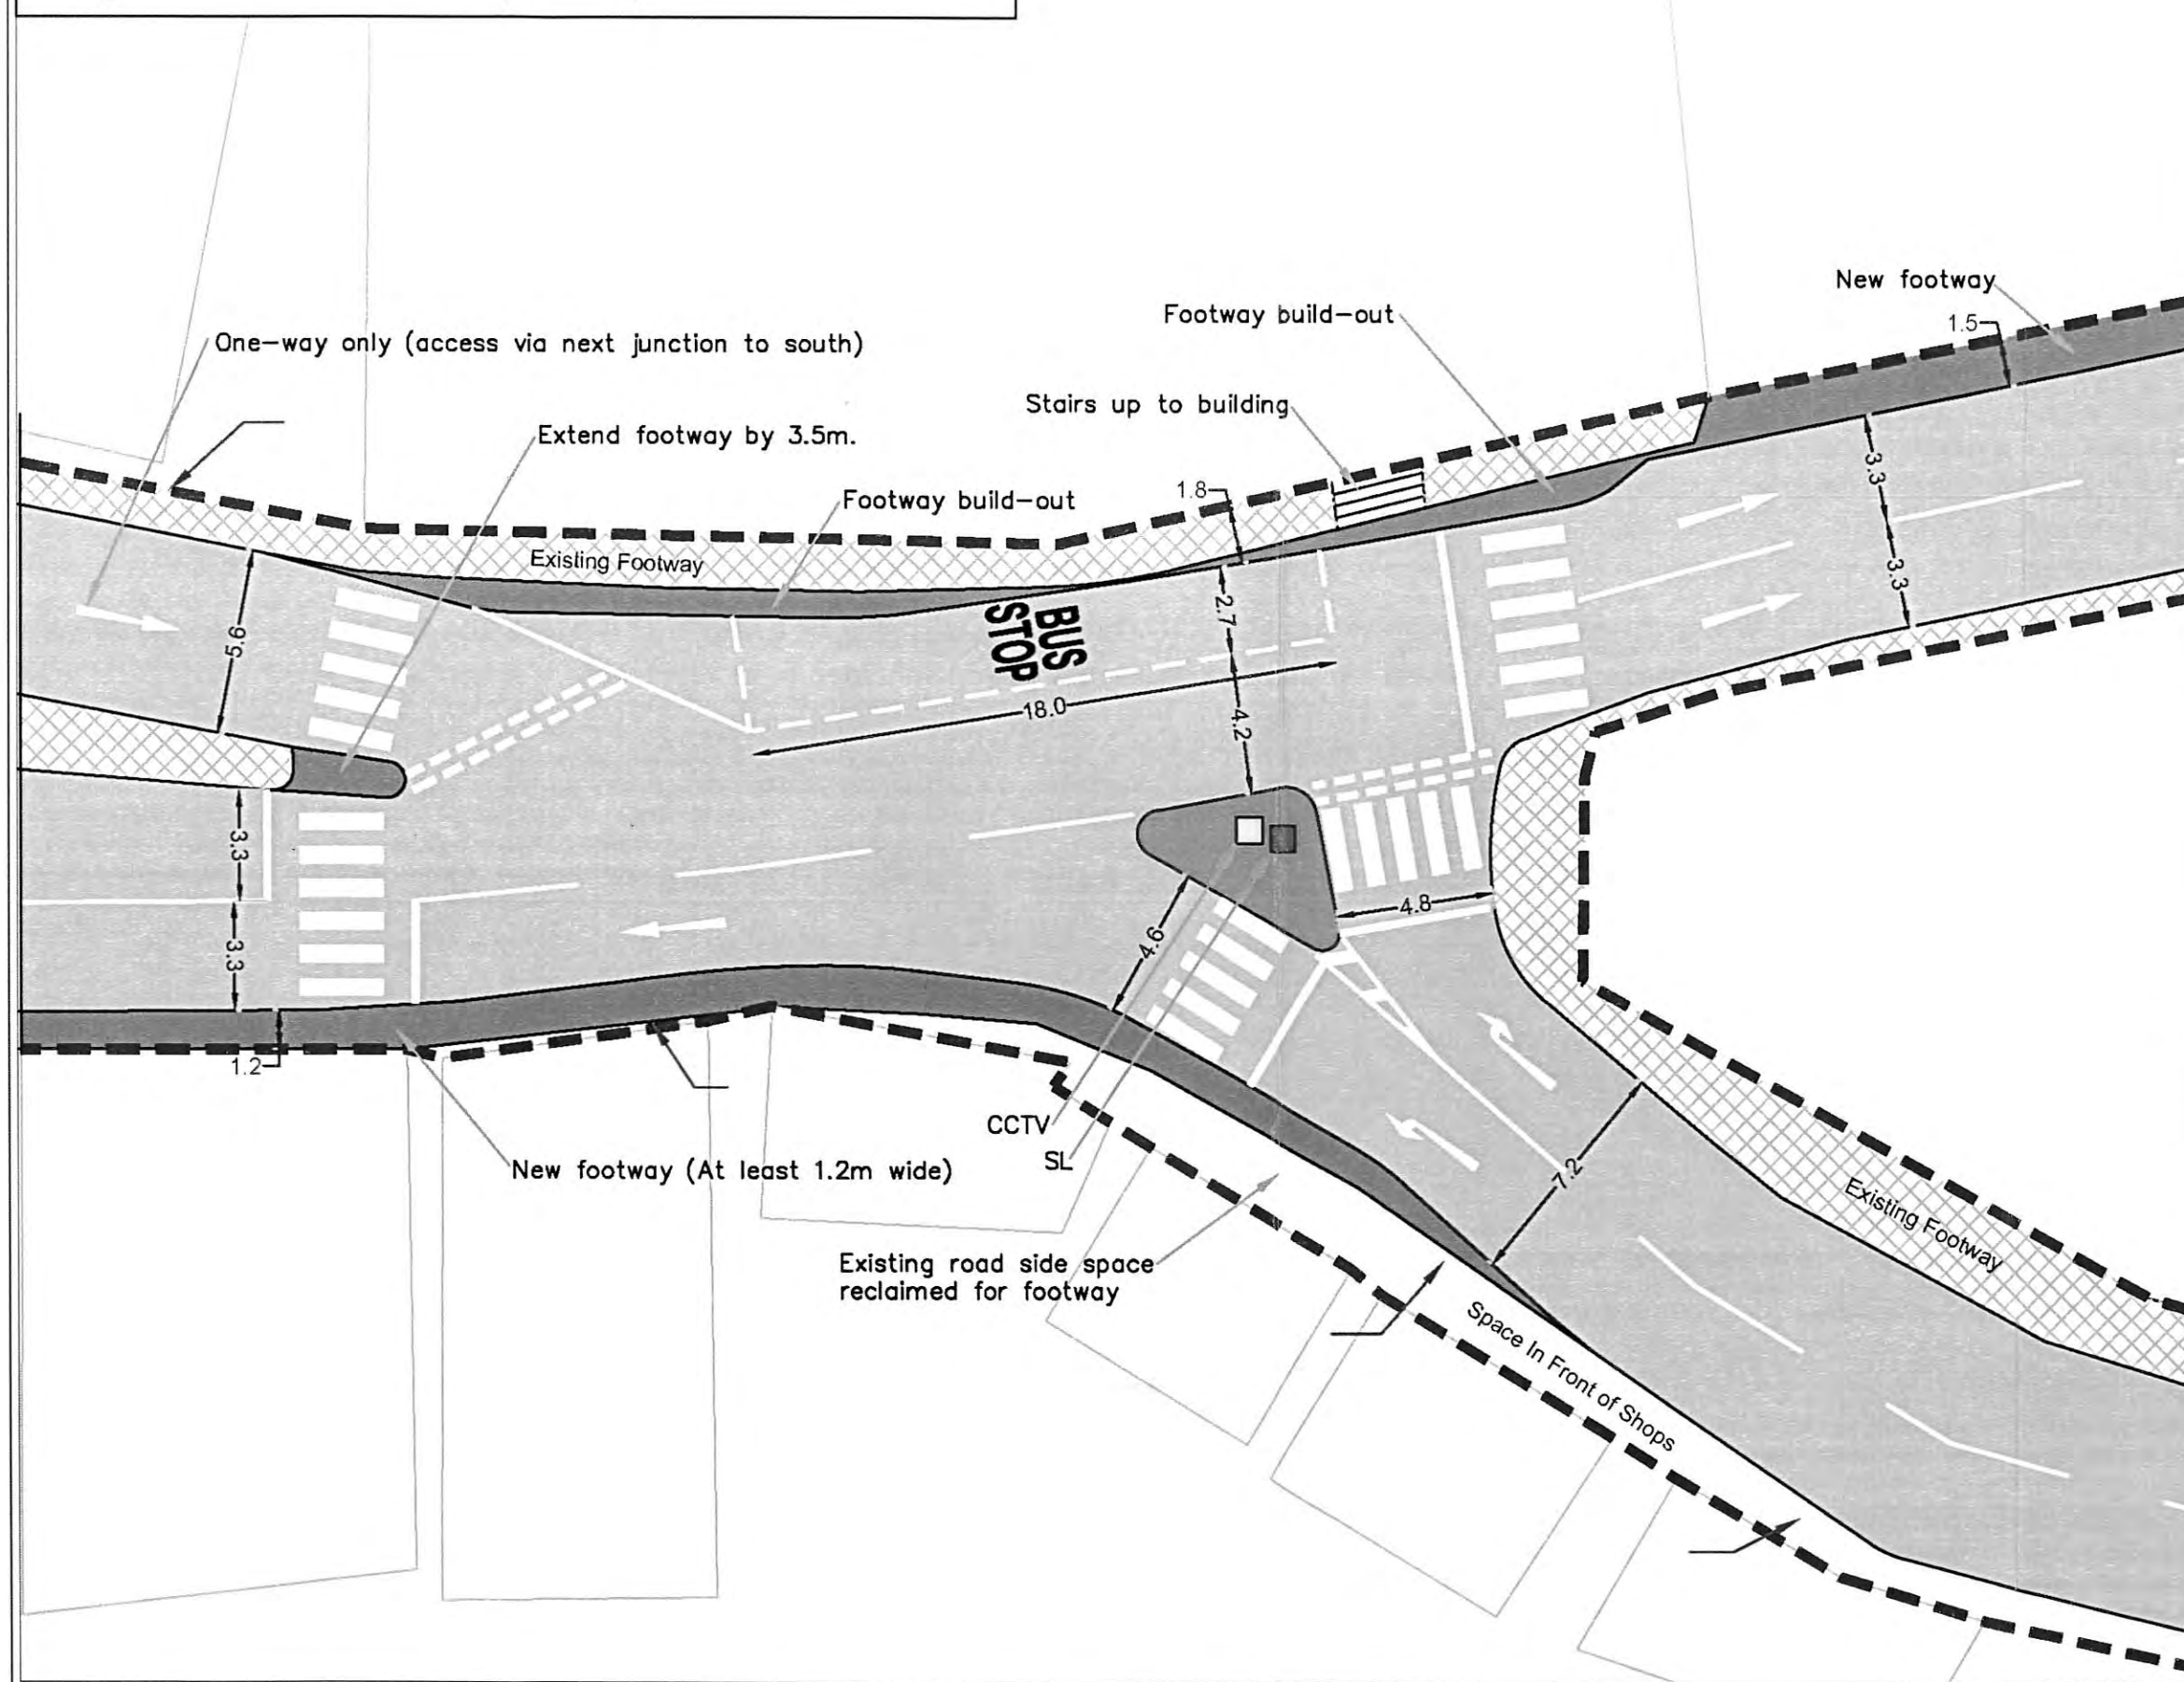 New footway
1.5
Footway build-out
One-way only (access via next junction to south)
Stairs up to building
Extend footway by 3.5m.
3.3
1.8
Footway build-out
Existing Footway
3.3
BUS
STOP
2.7
5.6
18.0
4.2
3.3
4.8
4.6
3.3
1.2
CCTV
SL
New footway (At least 1.2m wide)
7.2
Existing Footway
Existing road side space
reclaimed for footway
Space In Front of Shops